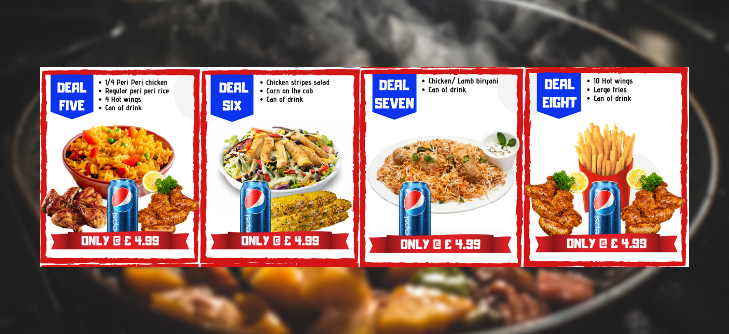 DEAL
FIVE
• 1/4 Peri Peri chicken
• Regular peri peri rice
• 4 Hot wings
• Can of drink
ONLY @ £ 4.99
DEAL
SIX
• Chicken stripes salad
• Corn on the cob
• Can of drink
ONLY @ £ 4.99
DEAL
SEVEN
• Chicken/ Lamb biryani
• Can of drink
ONLY @ £ 4.99
DEAL
EIGHT
• 10 Hot wings
• Large fries
• Can of drink
ONLY @ £ 4.99